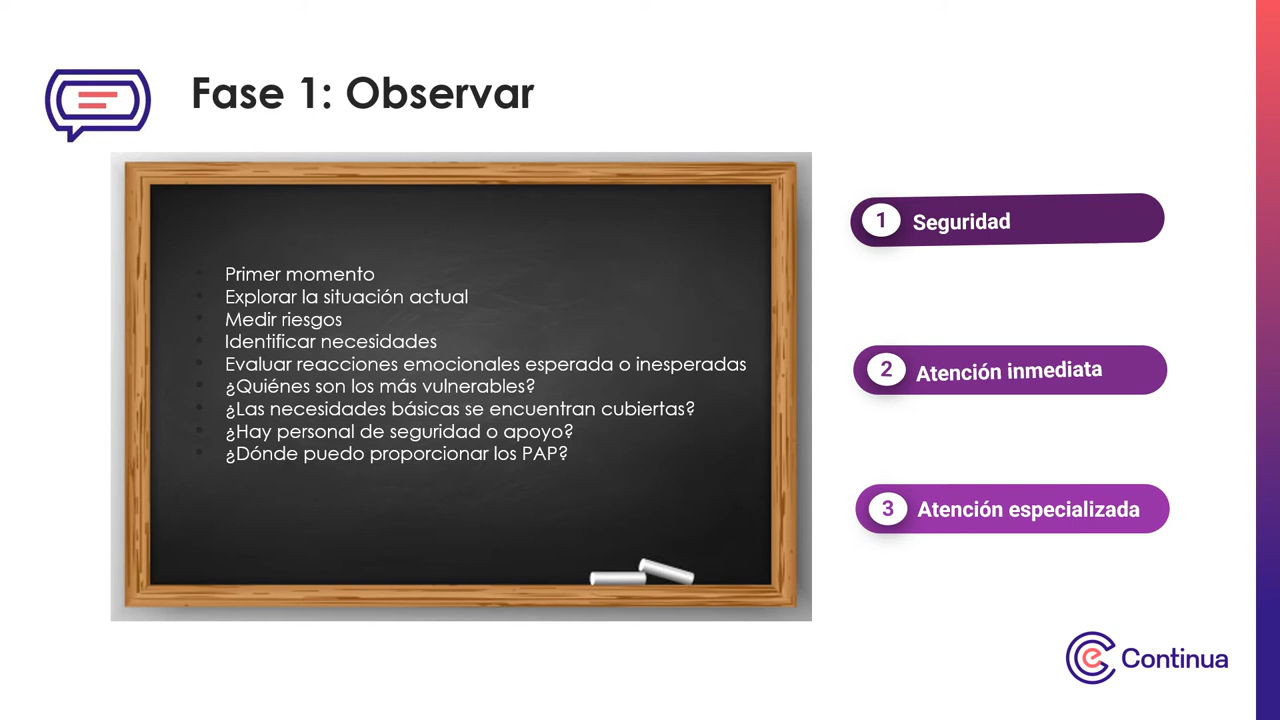 Fase 1: Observar
Primer momento
Explorar la situación actual
Medir riesgos
Identificar necesidades
Evaluar reacciones emocionales esperada o inesperadas
¿Quiénes son los más vulnerables?
¿Las necesidades básicas se encuentran cubiertas?
¿Hay personal de seguridad o apoyo?
¿Dónde puedo proporcionar los PAP?
1 Seguridad
2 Atención inmediata
3 Atención especializada
e Continua